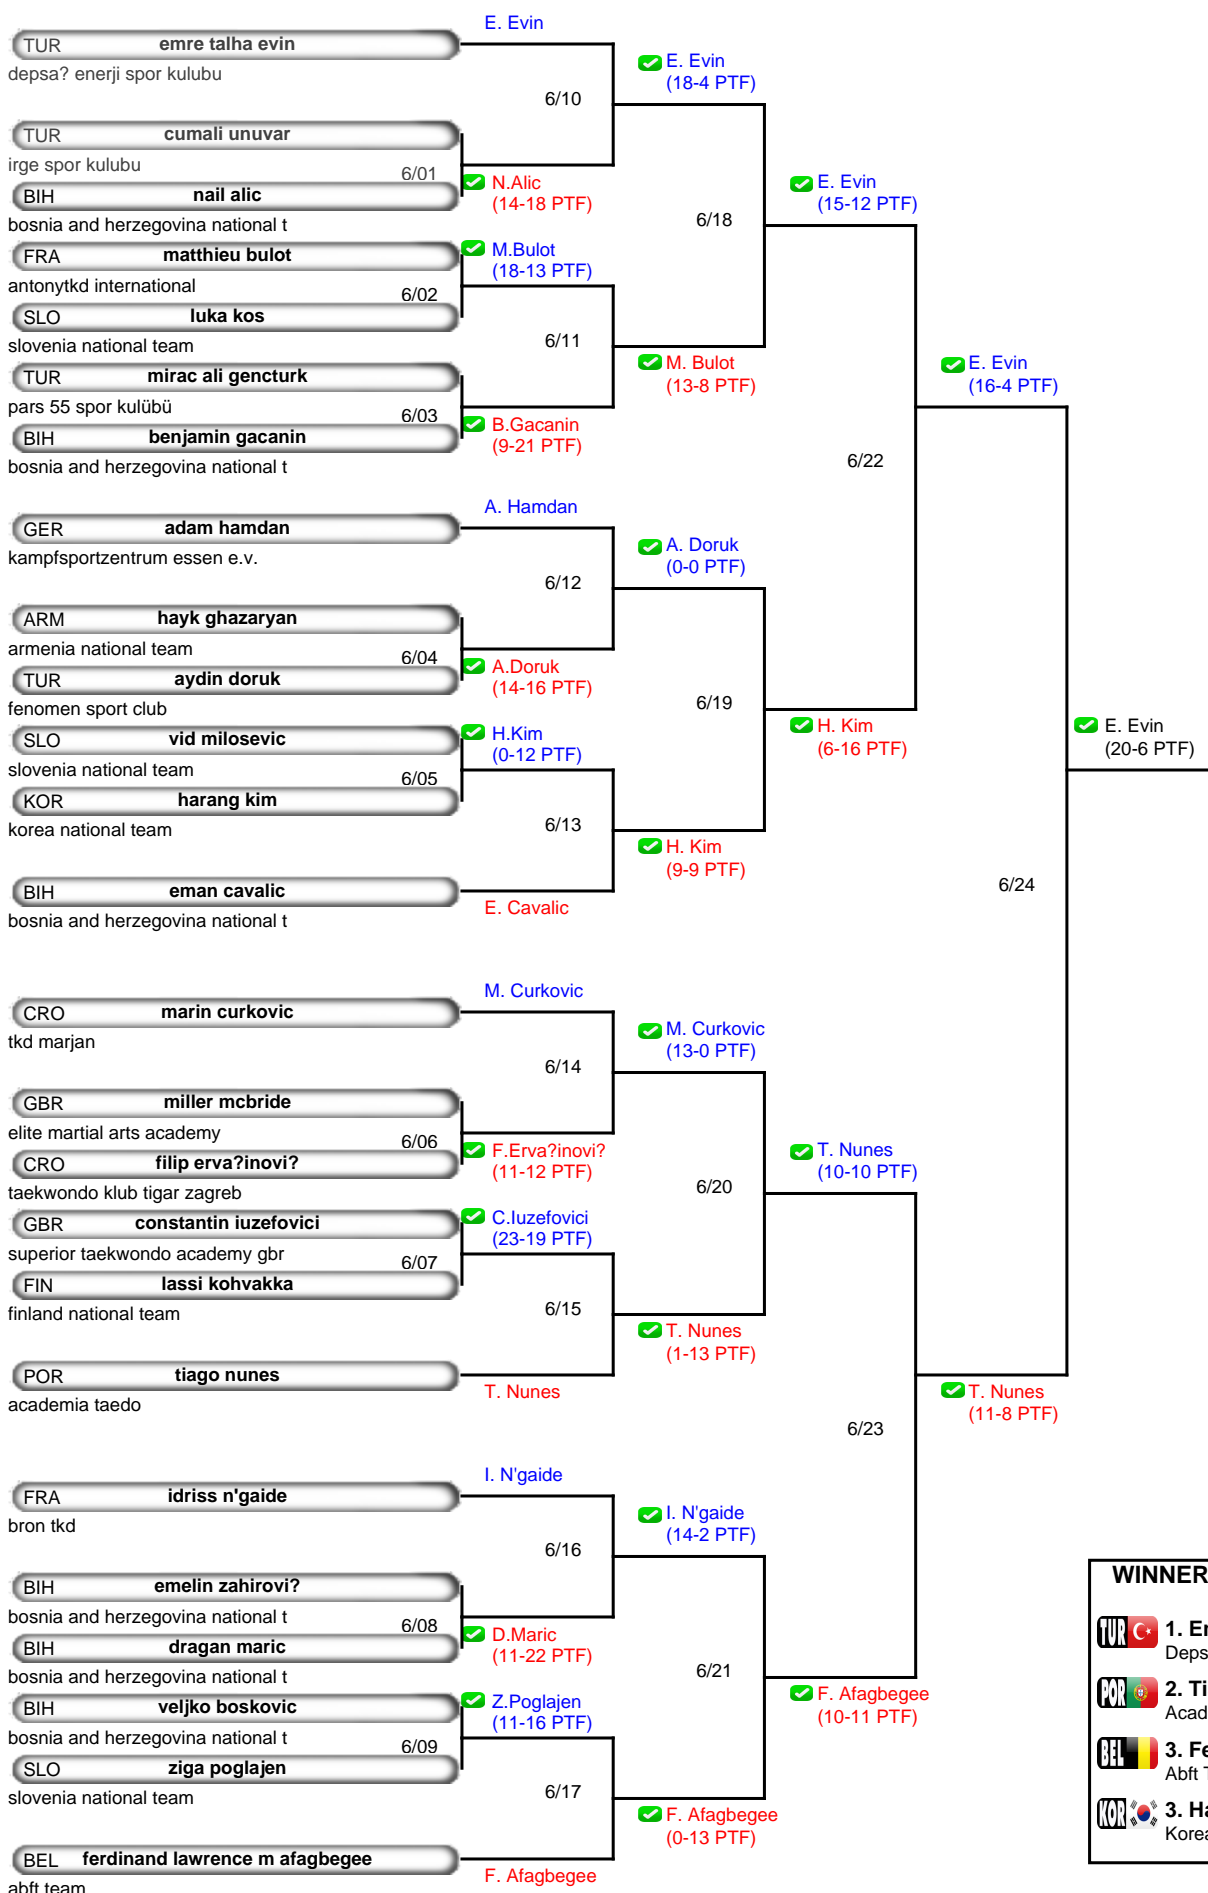 E. Evin
TUR emre talha evin
depsa? enerji spor kulubu
E. Evin
(18-4 PTF)
6/10
TUR cumali unuvar
irge spor kulubu
6/01
BIH nail alic
bosnia and herzegovina national t
N.Alic
(14-18 PTF)
E. Evin
(15-12 PTF)
6/18
FRA matthieu bulot
antonytkd international
M.Bulot
(18-13 PTF)
6/02
SLO luka kos
slovenia national team
6/11
M. Bulot
(13-8 PTF)
E. Evin
(16-4 PTF)
TUR mirac ali gencturk
pars 55 spor kulübü
6/03
BIH benjamin gacanin
bosnia and herzegovina national t
B.Gacanin
(9-21 PTF)
6/22
A. Hamdan
GER adam hamdan
kampfsportzentrum essen e.v.
A. Doruk
(0-0 PTF)
6/12
ARM hayk ghazaryan
armenia national team
6/04
TUR aydin doruk
fenomen sport club
A.Doruk
(14-16 PTF)
6/19
SLO vid milosevic
slovenia national team
H.Kim
(0-12 PTF)
H. Kim
(6-16 PTF)
E. Evin
(20-6 PTF)
6/05
KOR harang kim
korea national team
6/13
H. Kim
(9-9 PTF)
BIH eman cavalic
bosnia and herzegovina national t
E. Cavalic
6/24
M. Curkovic
CRO marin curkovic
tkd marjan
M. Curkovic
(13-0 PTF)
6/14
GBR miller mcbride
elite martial arts academy
6/06
CRO filip erva?inovi?
taekwondo klub tigar zagreb
F.Erva?inovi?
(11-12 PTF)
T. Nunes
(10-10 PTF)
6/20
GBR constantin iuzefovici
superior taekwondo academy gbr
C.Iuzefovici
(23-19 PTF)
6/07
FIN lassi kohvakka
finland national team
6/15
T. Nunes
(1-13 PTF)
POR tiago nunes
academia taedo
T. Nunes
T. Nunes
(11-8 PTF)
6/23
I. N'gaide
FRA idriss n'gaide
bron tkd
I. N'gaide
(14-2 PTF)
6/16
BIH emelin zahirovi?
bosnia and herzegovina national t
6/08
BIH dragan maric
bosnia and herzegovina national t
D.Maric
(11-22 PTF)
6/21
BIH veljko boskovic
bosnia and herzegovina national t
Z.Poglajen
(11-16 PTF)
F. Afagbegee
(10-11 PTF)
6/09
SLO ziga poglajen
slovenia national team
6/17
F. Afagbegee
(0-13 PTF)
BEL ferdinand lawrence m afagbegee
abft team
F. Afagbegee
WINNER
TUR 1. Er
Deps
POR 2. Ti
Acad
BEL 3. Fe
Abft T
KOR 3. Ha
Korea